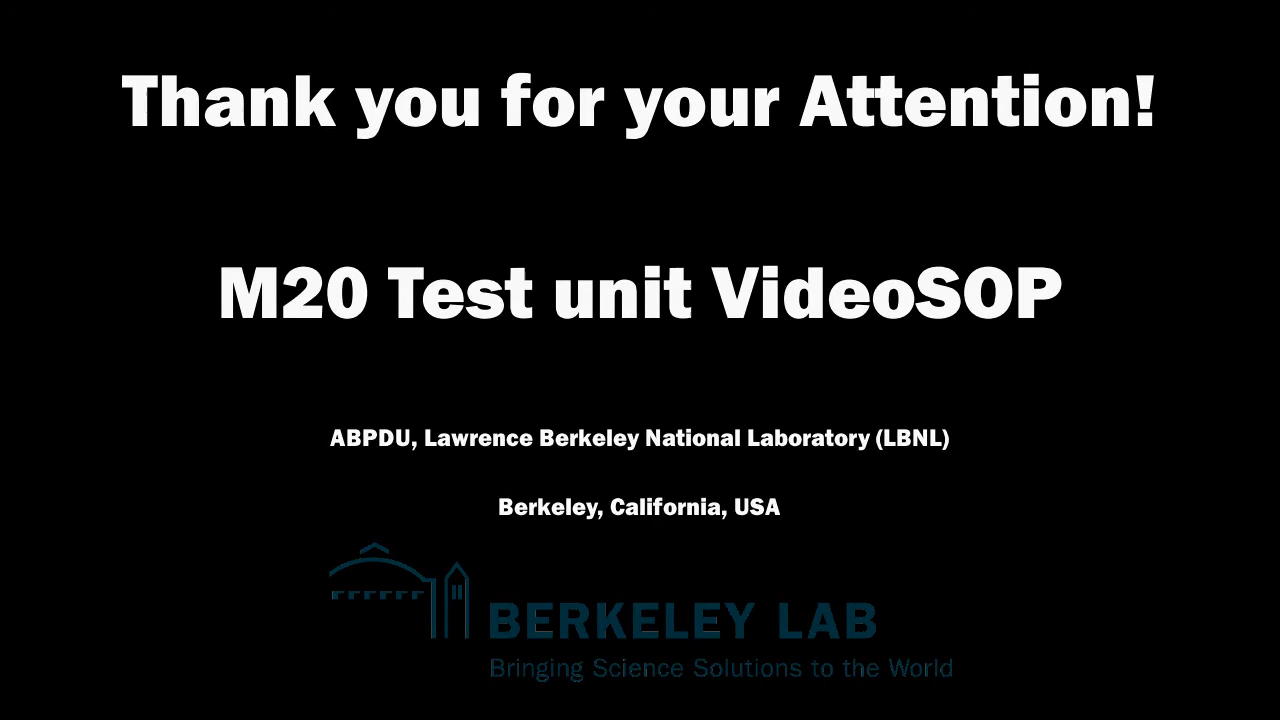 Thank you for your Attention!
M20 Test unit VideoSOP
ABPDU, Lawrence Berkeley National Laboratory (LBNL)
Berkeley, California, USA
BERKELEY LAB
Bringing Science Solutions to the World